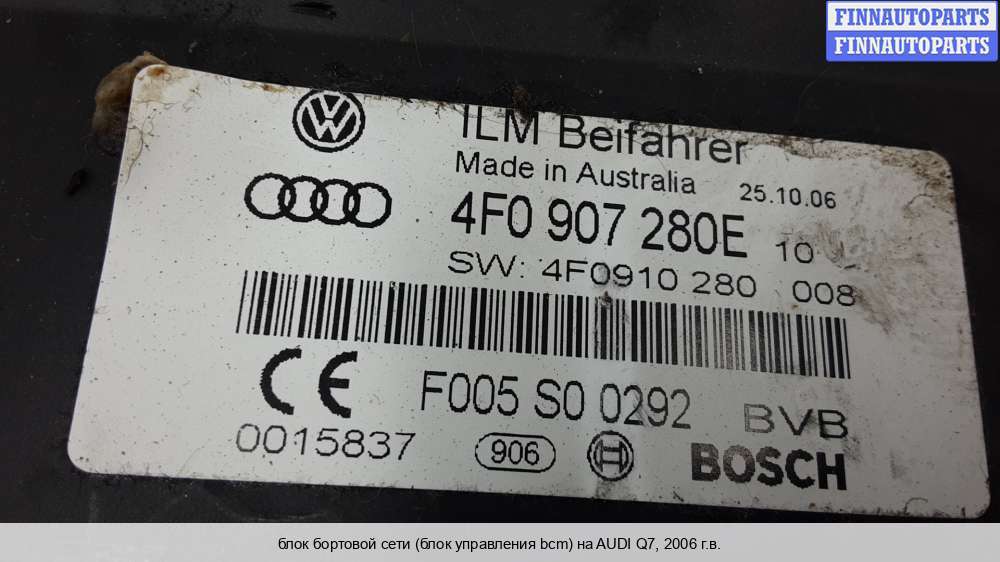 FINNAUTOPARTS
FINNAUTOPARTS
ILM Beifahrer
Made in Australia 25.10.06
4F0 907 280E 10
SW: 4F0910 280 008
CE
F005 S0 0292 BVB
0015837 906 BOSCH
блок бортовой сети (блок управления bcm) на AUDI Q7, 2006 г.в.